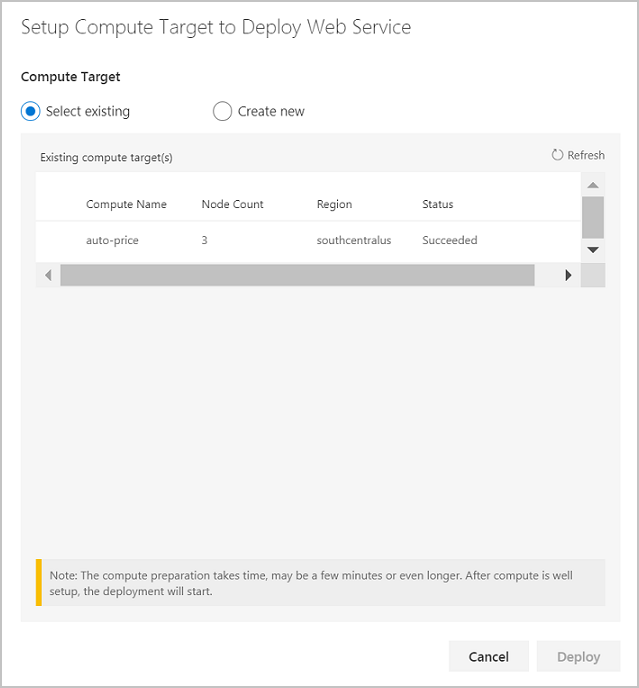 Setup Compute Target to Deploy Web Service
Compute Target
Select existing
Create new
Existing compute target(s)
Refresh
Compute Name Node Count Region Status
auto-price 3 southcentralus Succeeded
Note: The compute preparation takes time, may be a few minutes or even longer. After compute is well
setup, the deployment will start.
Cancel
Deploy